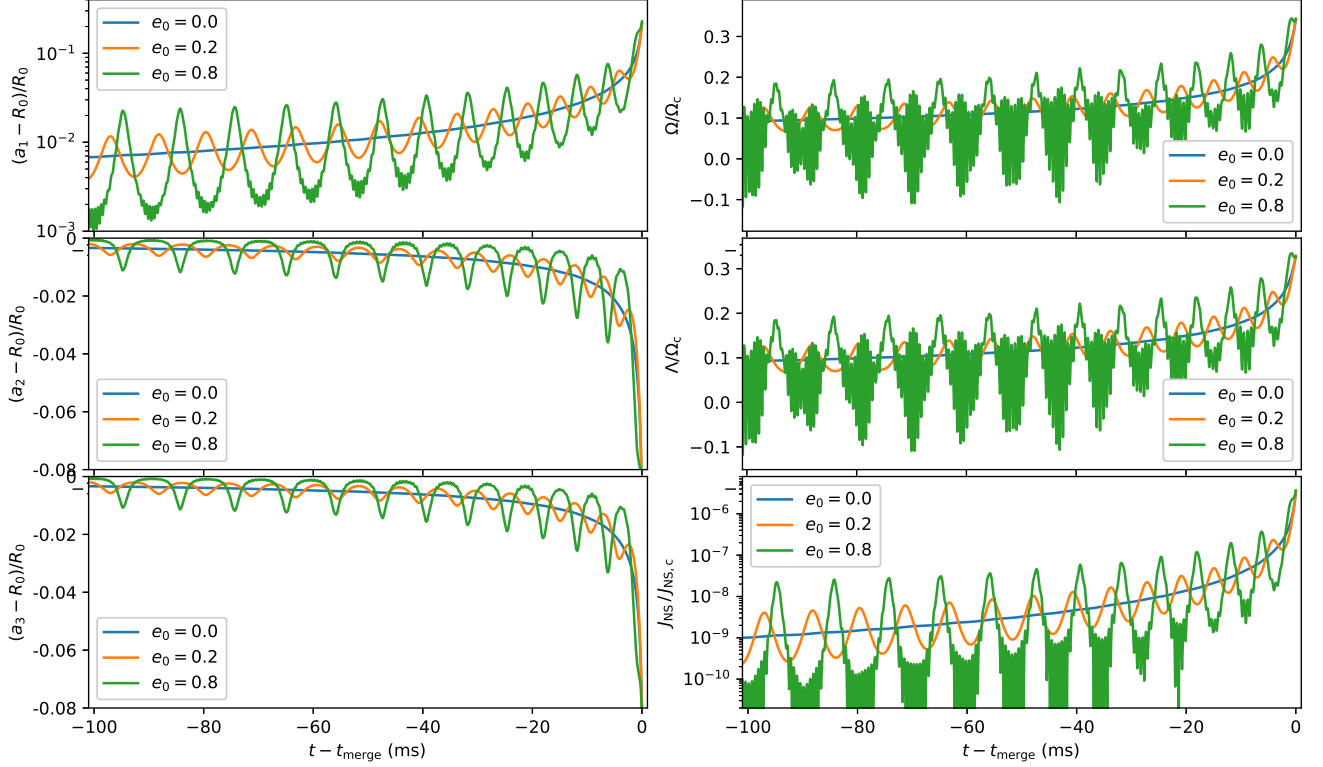 (a₁ − R₀)/R₀
10⁻¹
10⁻²
10⁻³
e₀ = 0.0
e₀ = 0.2
e₀ = 0.8
Ω/Ω_c
0.3
0.2
0.1
0.0
−0.1
e₀ = 0.0
e₀ = 0.2
e₀ = 0.8
(a₂ − R₀)/R₀
0
-0.02
-0.04
-0.06
-0.08
e₀ = 0.0
e₀ = 0.2
e₀ = 0.8
Λ/Ω_c
0.3
0.2
0.1
0.0
−0.1
e₀ = 0.0
e₀ = 0.2
e₀ = 0.8
(a₃ − R₀)/R₀
0
-0.02
-0.04
-0.06
-0.08
e₀ = 0.0
e₀ = 0.2
e₀ = 0.8
−100 −80 −60 −40 −20 0
t − t_merge (ms)
J_NS/J_NS,c
10⁻⁶
10⁻⁷
10⁻⁸
10⁻⁹
10⁻¹⁰
e₀ = 0.0
e₀ = 0.2
e₀ = 0.8
−100 −80 −60 −40 −20 0
t − t_merge (ms)